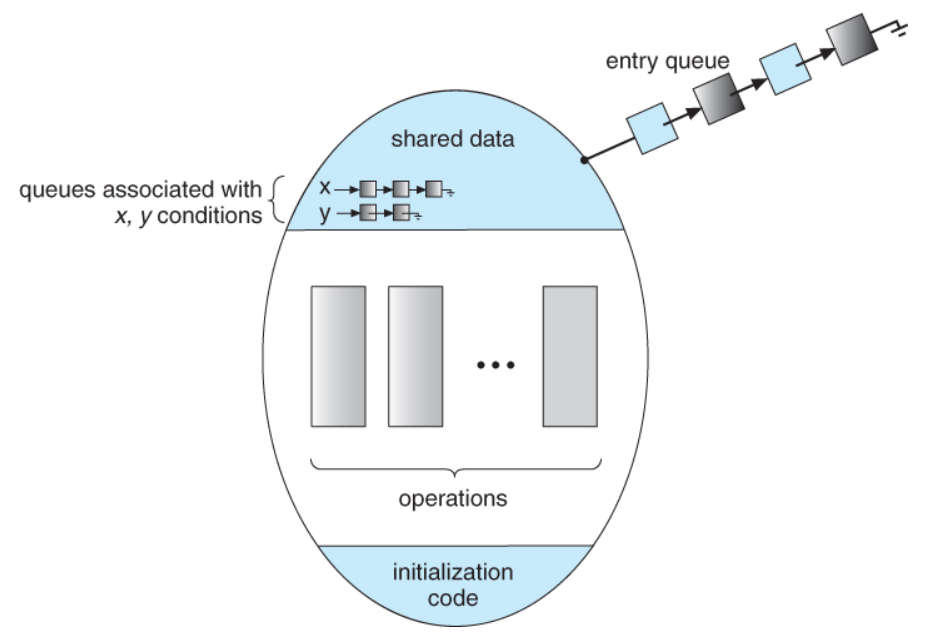 entry queue
shared data
queues associated with
x, y conditions
x
y
operations
initialization
code